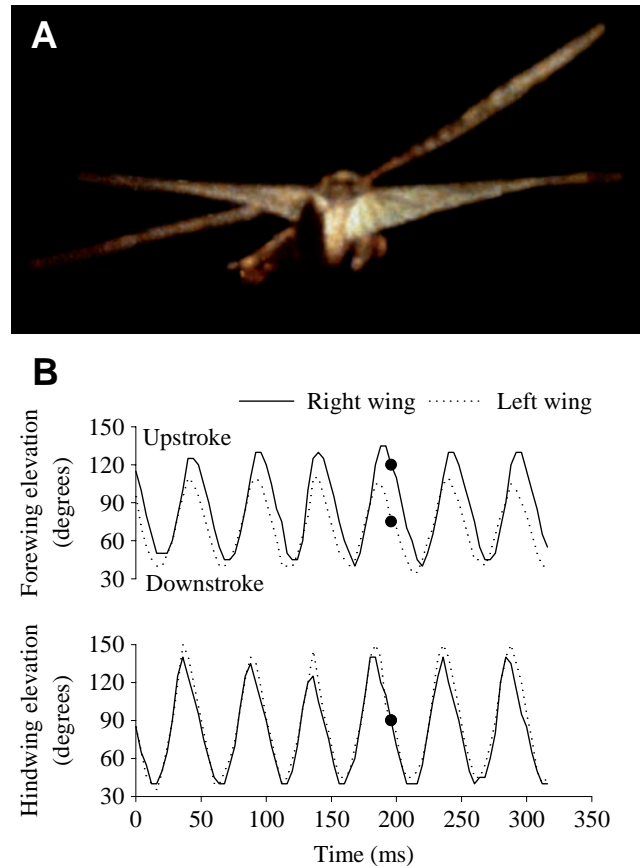 A
B
Right wing Left wing
150
Upstroke
120
90
60
Downstroke
30
Forewing elevation
(degrees)
150
120
90
60
30
Hindwing elevation
((degrees)
0 50 100 150 200 250 300 350
Time (ms)